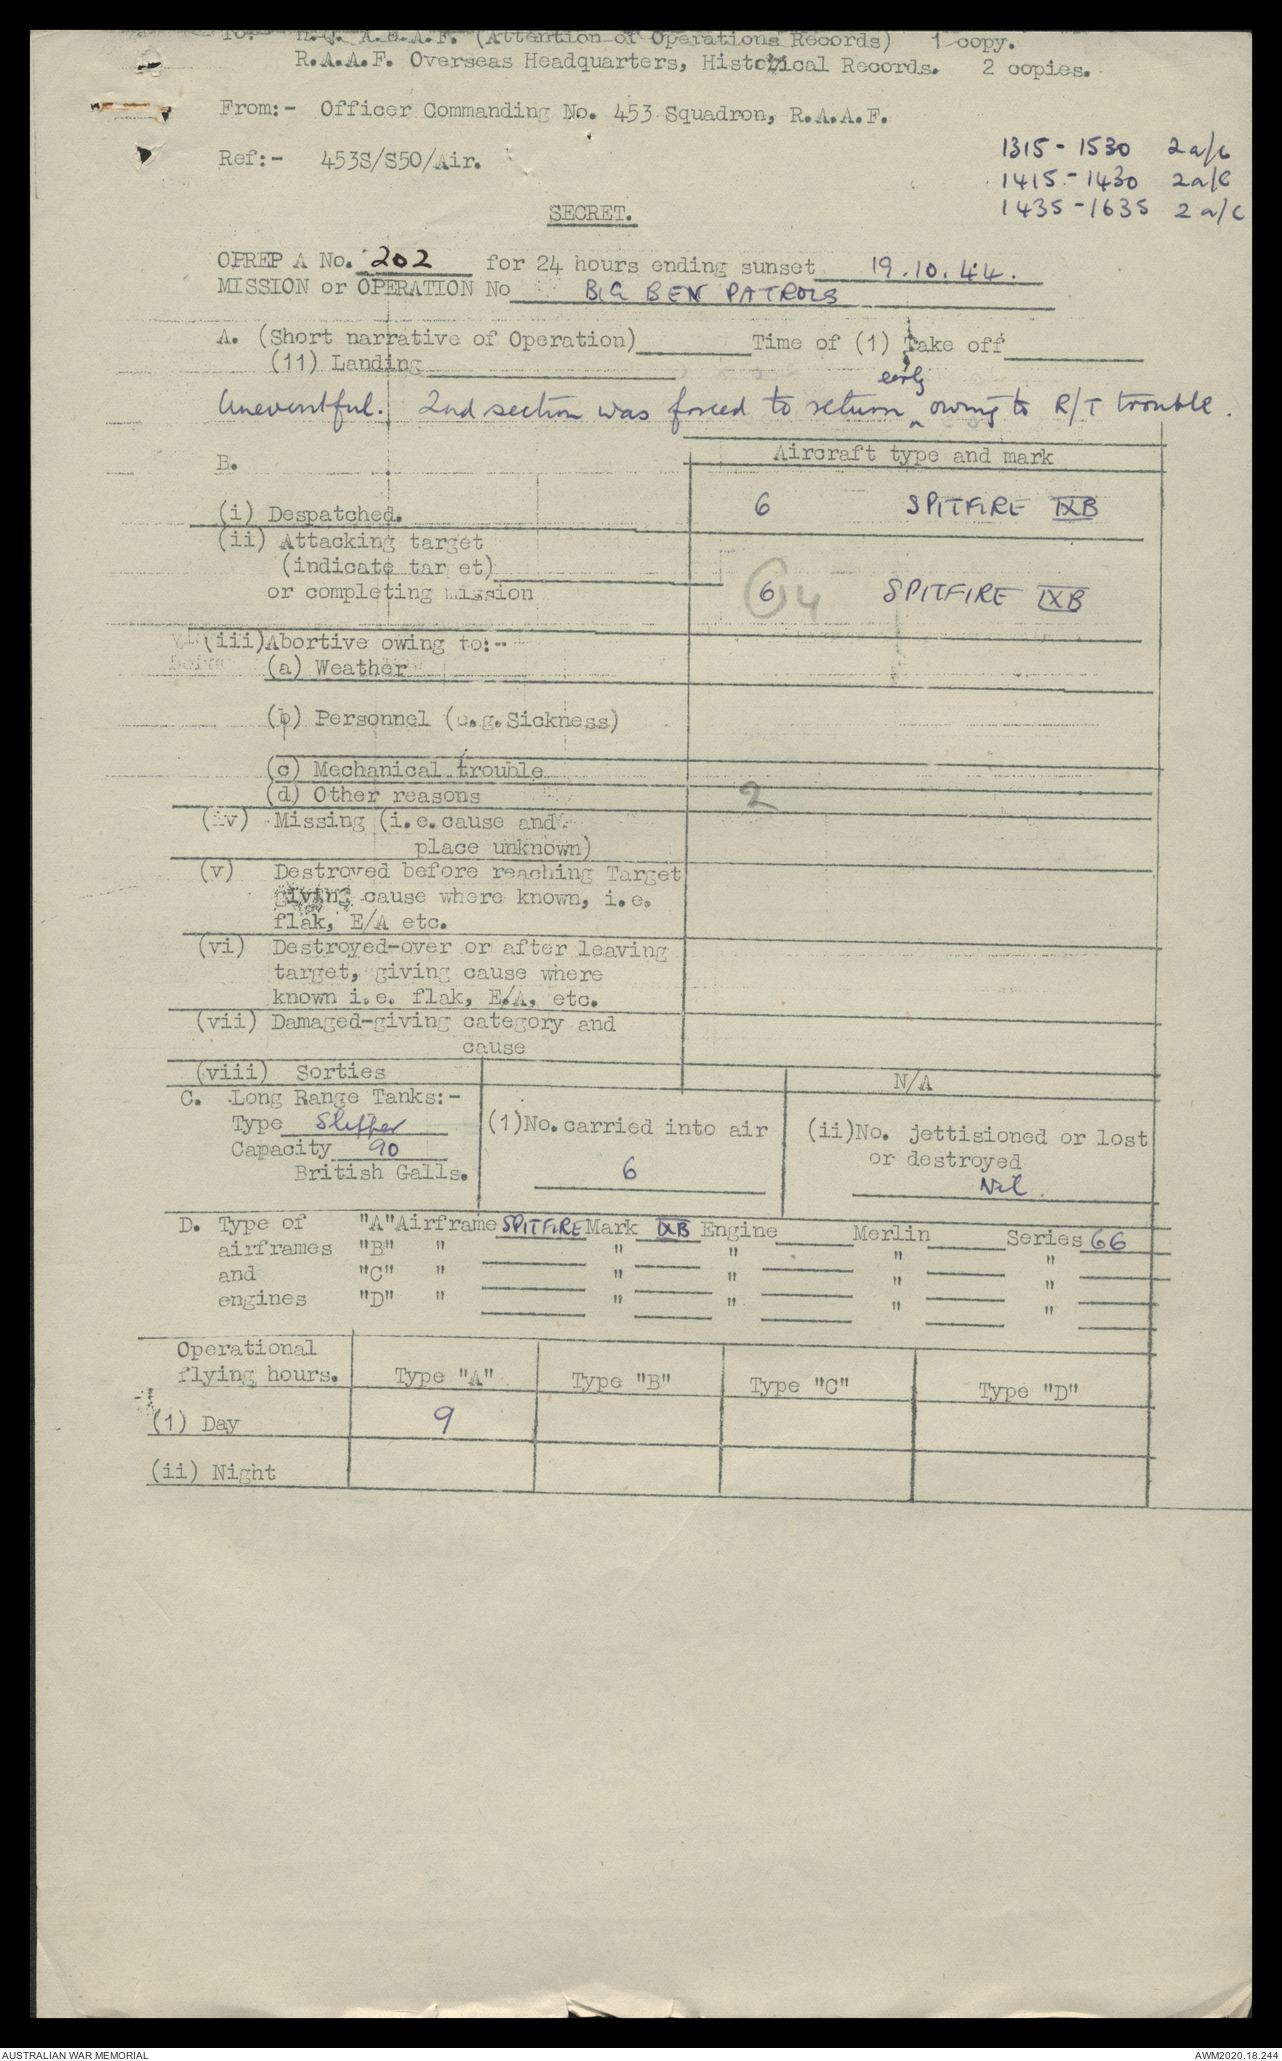 To:- H.Q. A.E.A.F. (Attention of Operations Records) 1 copy.
R.A.A.F. Overseas Headquarters, Historical Records. 2 copies.
From:- Officer Commanding No. 453 Squadron, R.A.A.F.
Ref:- 453S/S50/Air.
1315 - 1530 2 a/c
1415 - 1430 2 a/c
1435 - 1635 2 a/c
SECRET.
OPREP A No. 202 for 24 hours ending sunset 19.10.44.
MISSION or OPERATION No BIG BEN PATROLS
A. (Short narrative of Operation) Time of (1) Take off
(11) Landing
Uneventful. 2nd section was forced to return early owing to R/T trouble.
B. Aircraft type and mark
(i) Despatched. 6 SPITFIRE IXB
(ii) Attacking target
(indicate tar et)
or completing mission 6 4 SPITFIRE IXB
(iii) Abortive owing to:-
(a) Weather
(b) Personnel (e.g. Sickness)
(c) Mechanical trouble
(d) Other reasons 2
(iv) Missing (i.e. cause and
place unknown)
(v) Destroyed before reaching Target
giving cause where known, i.e.
flak, E/A etc.
(vi) Destroyed-over or after leaving
target, giving cause where
known i.e. flak, E/A, etc.
(vii) Damaged-giving category and
cause
(viii) Sorties N/A
C. Long Range Tanks:-
Type Slipper (1) No. carried into air (ii) No. jettisioned or lost
Capacity 90 or destroyed
British Galls. 6 Nil.
D. Type of "A" Airframe SPITFIRE Mark IXB Engine Merlin Series 66
airframes "B" " " " " "
and "C" " " " " "
engines "D" " " " " "
Operational
flying hours. Type "A" Type "B" Type "C" Type "D"
(1) Day 9
(ii) Night
AUSTRALIAN WAR MEMORIAL AWM2020.18.244